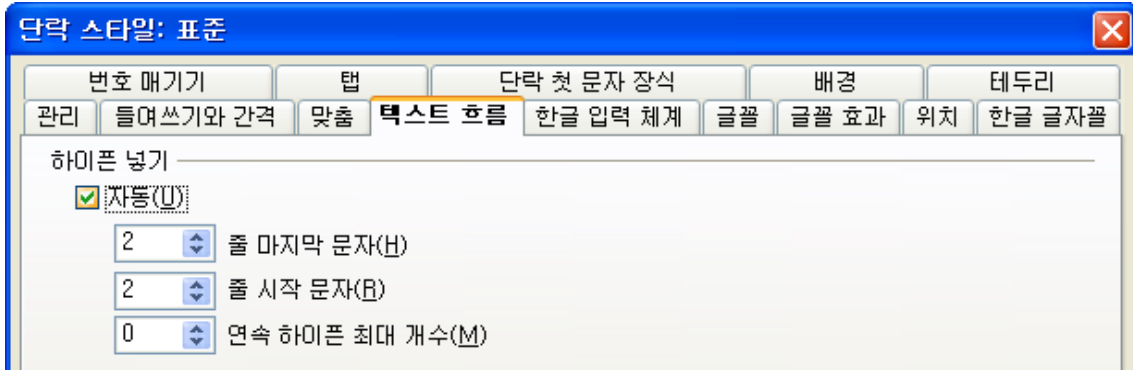 단락 스타일: 표준
번호 매기기 탭 단락 첫 문자 장식 배경 테두리
관리 들여쓰기와 간격 맞춤 텍스트 흐름 한글 입력 체계 글꼴 글꼴 효과 위치 한글 글자꼴
하이픈 넣기
자동(U)
2 줄 마지막 문자(H)
2 줄 시작 문자(R)
0 연속 하이픈 최대 개수(M)